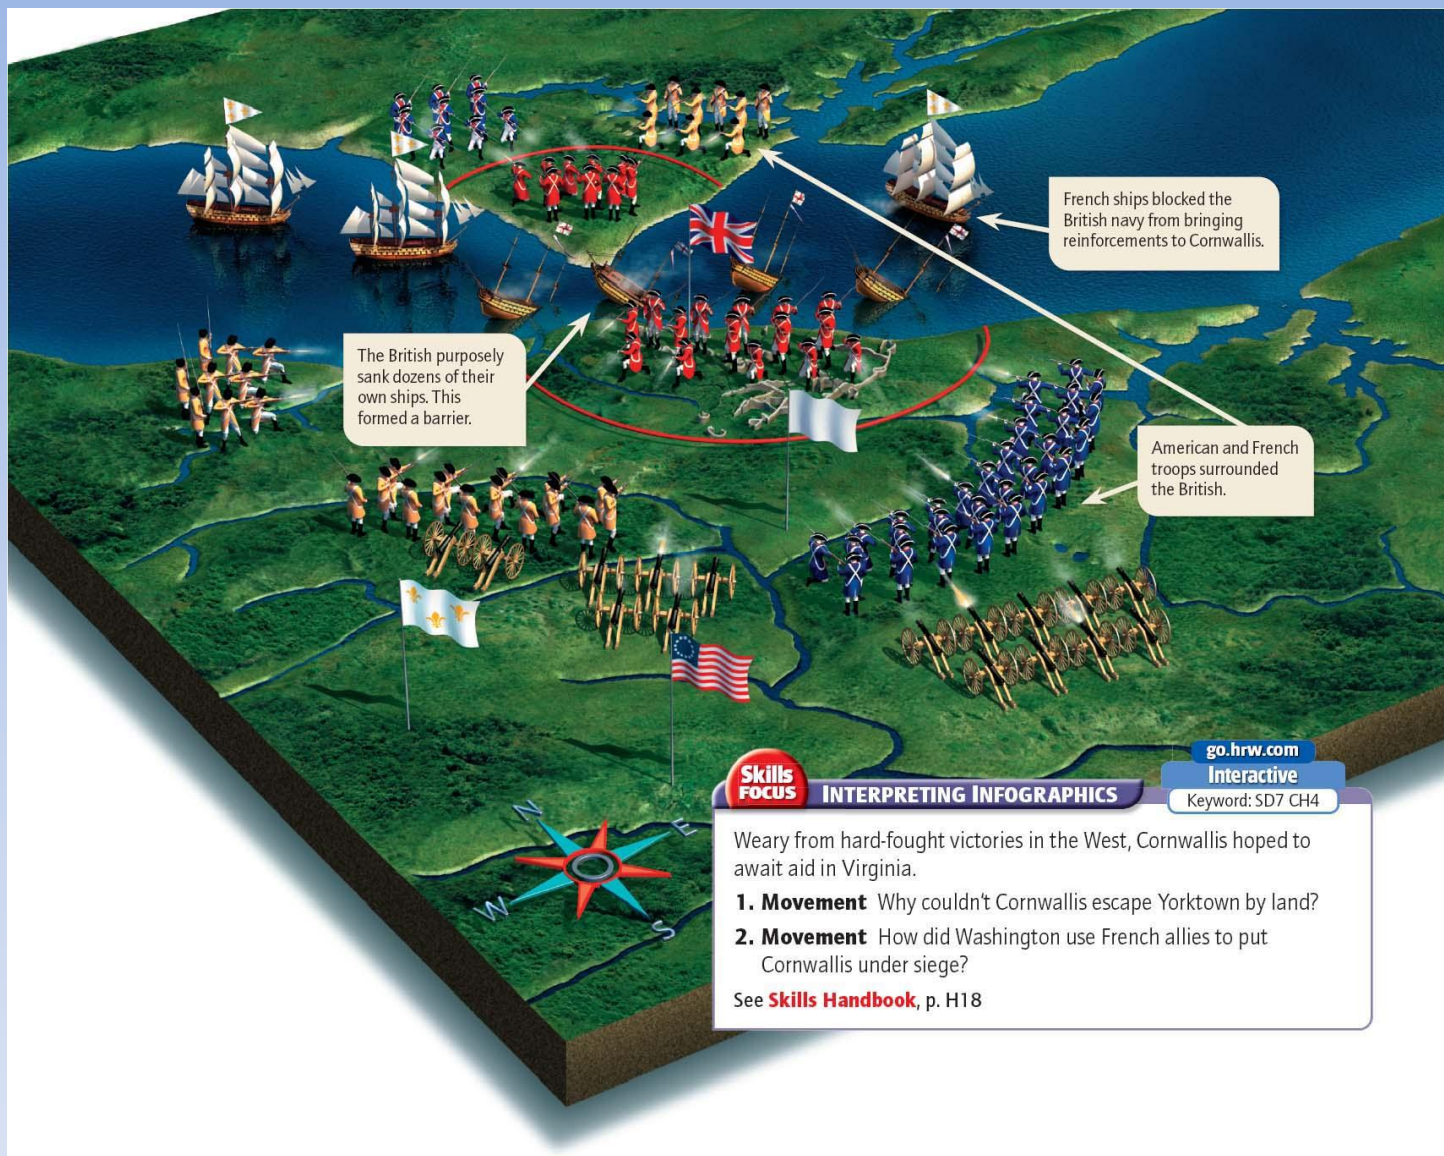 French ships blocked the
British navy from bringing
reinforcements to Cornwallis.
The British purposely
sank dozens of their
own ships. This
formed a barrier.
American and French
troops surrounded
the British.
N
E
W
S
go.hrw.com
Interactive
Keyword: SD7 CH4
Skills
FOCUS
INTERPRETING INFOGRAPHICS
Weary from hard-fought victories in the West, Cornwallis hoped to
await aid in Virginia.
1. Movement Why couldn't Cornwallis escape Yorktown by land?
2. Movement How did Washington use French allies to put
Cornwallis under siege?
See Skills Handbook, p. H18